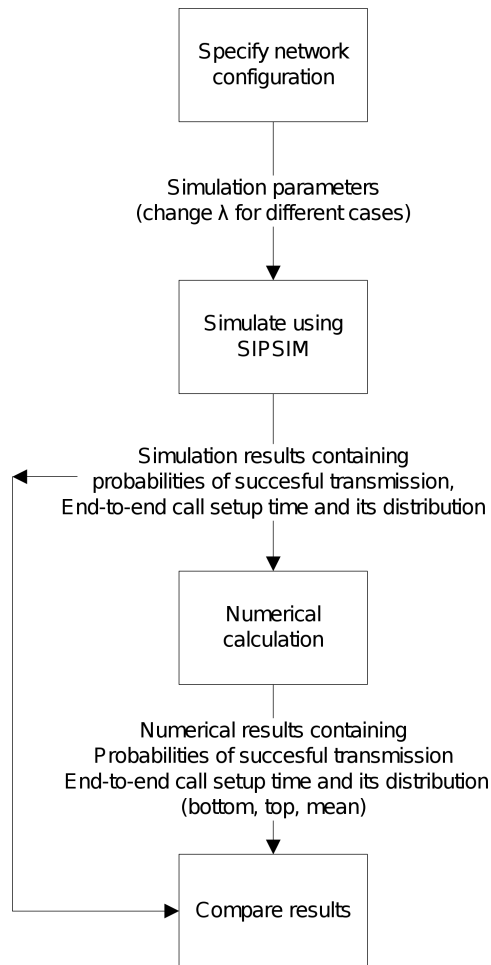 Specify network
configuration
Simulation parameters
(change λ for different cases)
Simulate using
SIPSIM
Simulation results containing
probabilities of succesful transmission,
End-to-end call setup time and its distribution
Numerical
calculation
Numerical results containing
Probabilities of succesful transmission
End-to-end call setup time and its distribution
(bottom, top, mean)
Compare results